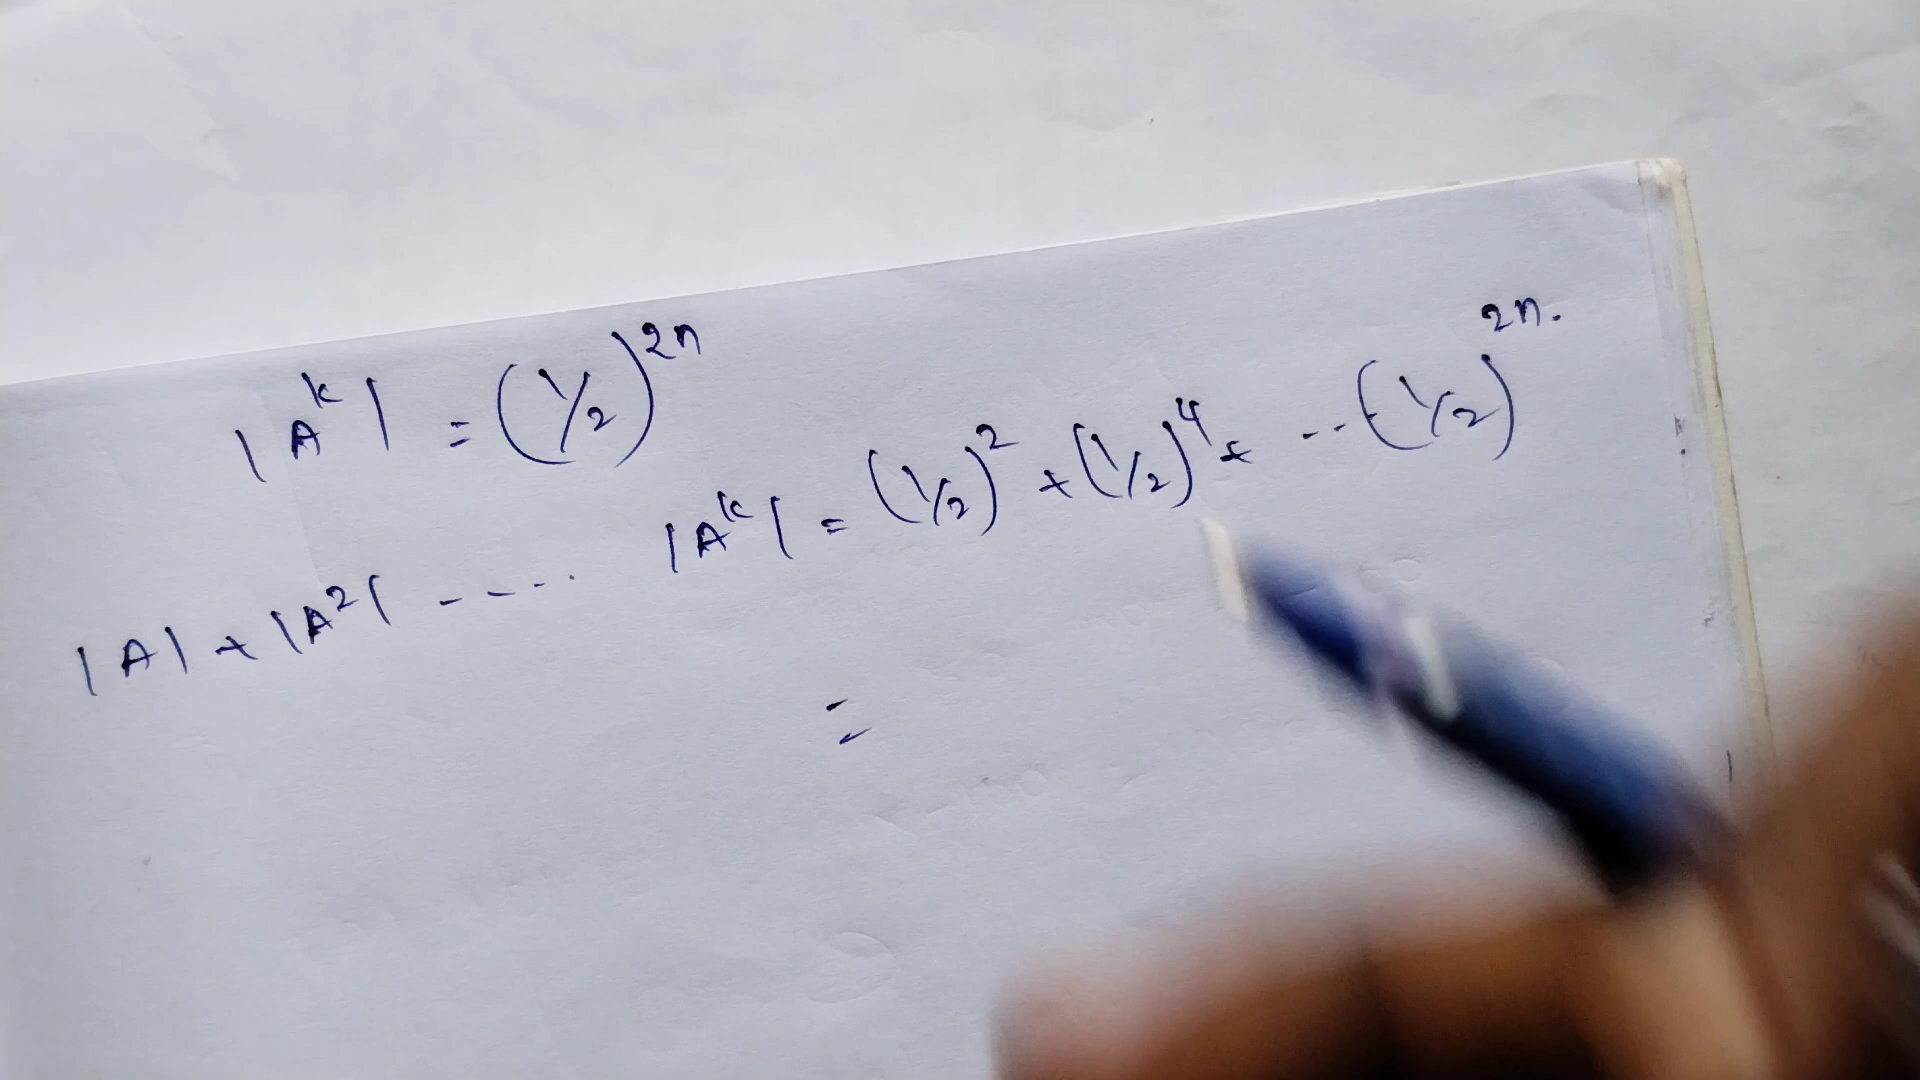 |A^k| = (1/2)^2n
|A| + |A^2| ---- |A^k| = (1/2)^2 + (1/2)^4 + --- (1/2)^2n.
=